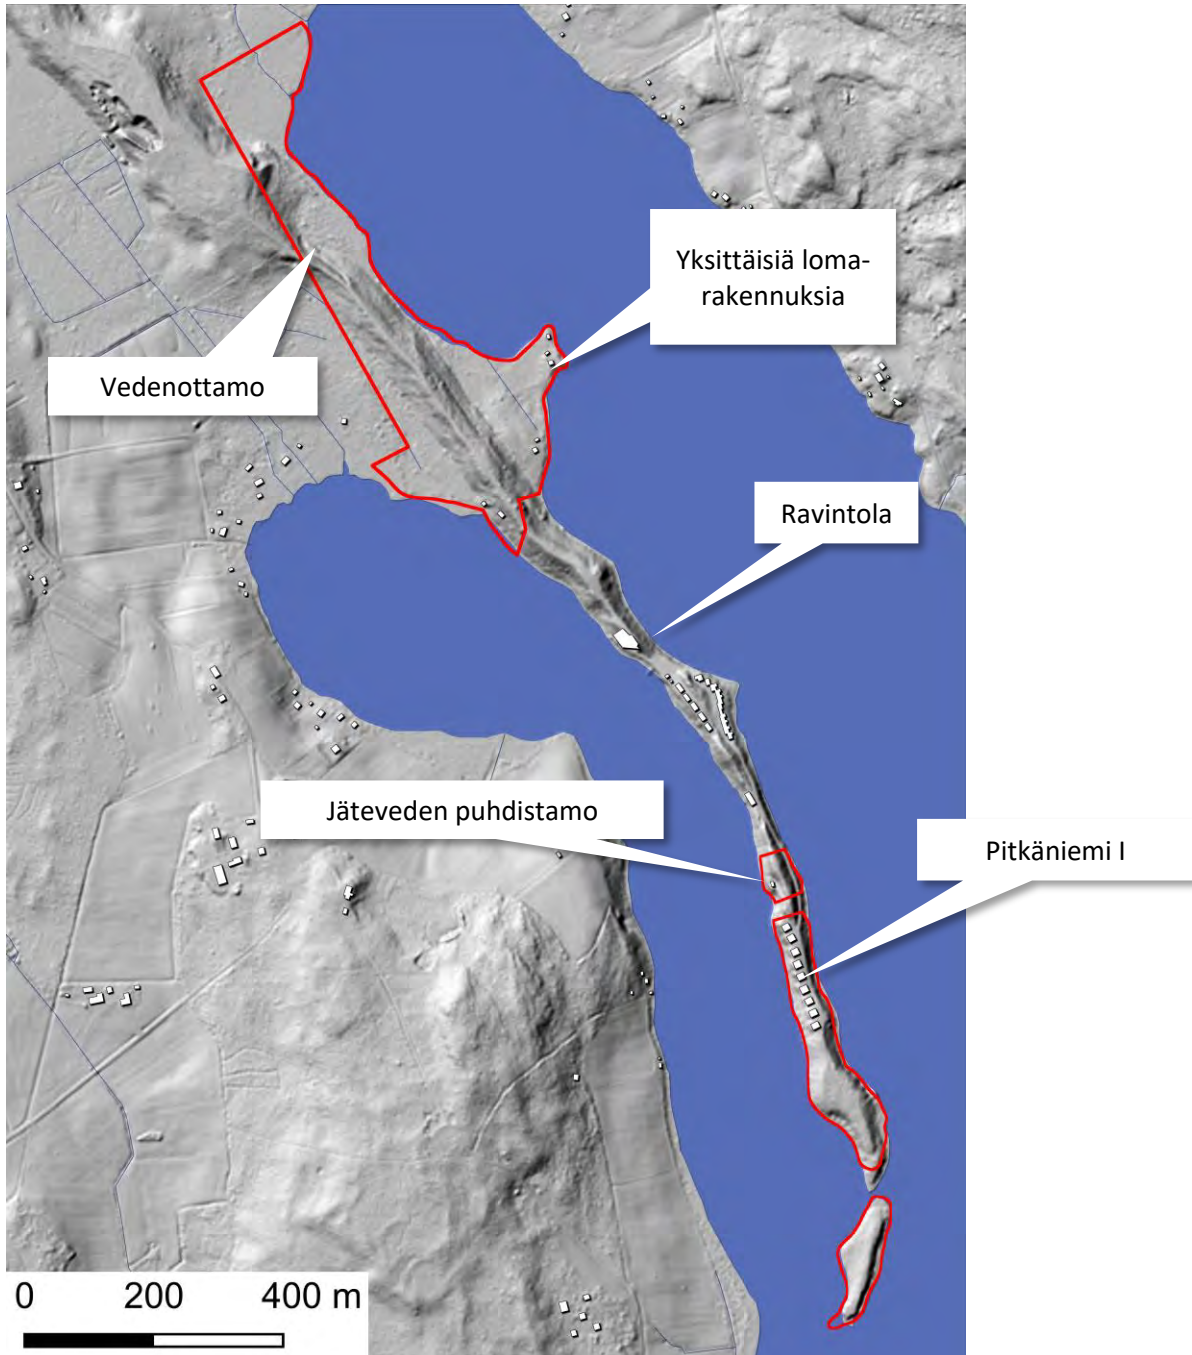 Yksittäisiä loma-
rakennuksia
Vedenottamo
Ravintola
Jäteveden puhdistamo
Pitkäniemi I
0 200 400 m